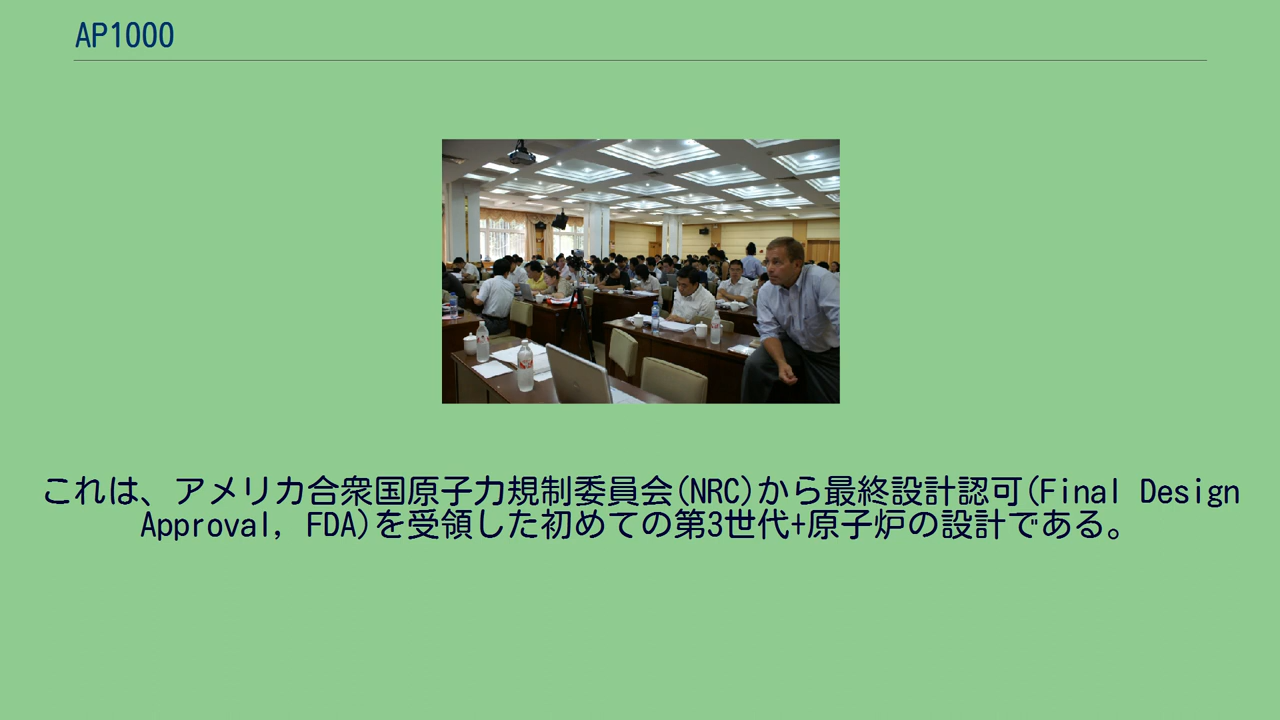 AP1000
これは、アメリカ合衆国原子力規制委員会(NRC)から最終設計認可(Final Design
Approval, FDA)を受領した初めての第3世代+原子炉の設計である。